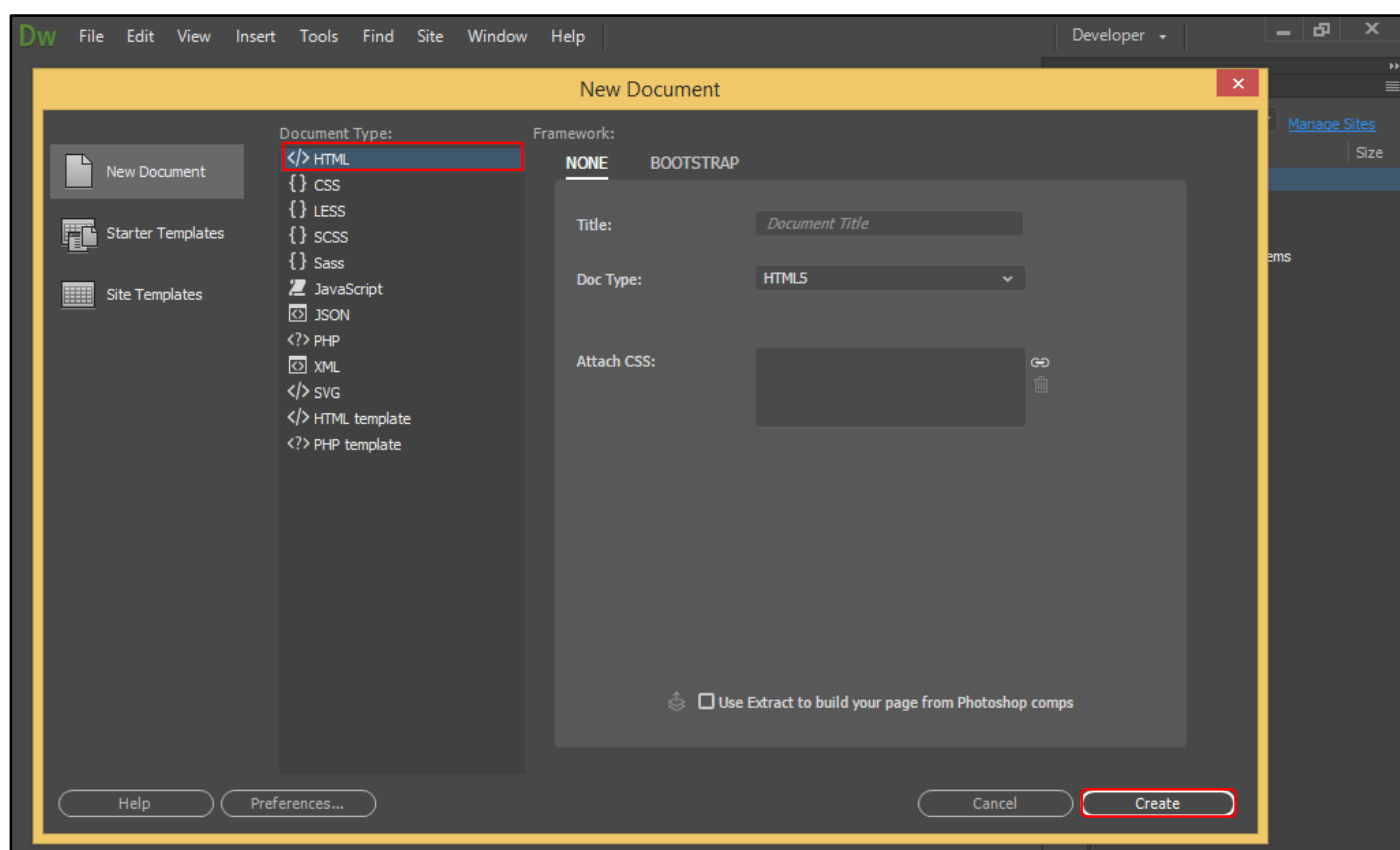 Dw File Edit View Insert Tools Find Site Window Help Developer
New Document
Manage Sites
Size
ems
New Document
Starter Templates
Site Templates
Document Type:
</> HTML
{} CSS
{} LESS
{} SCSS
{} Sass
JavaScript
JSON
<?> PHP
XML
</> SVG
</> HTML template
<?> PHP template
Framework:
NONE BOOTSTRAP
Title: Document Title
Doc Type: HTML5
Attach CSS:
Use Extract to build your page from Photoshop comps
Help Preferences... Cancel Create